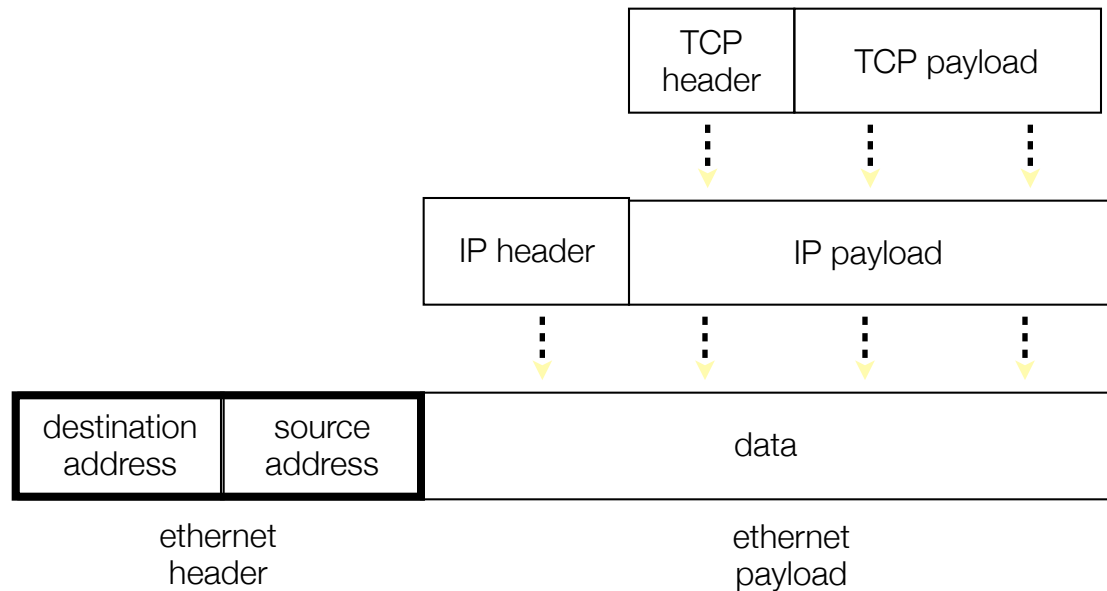 TCP
header
TCP payload
IP header
IP payload
destination
address
source
address
data
ethernet
header
ethernet
payload